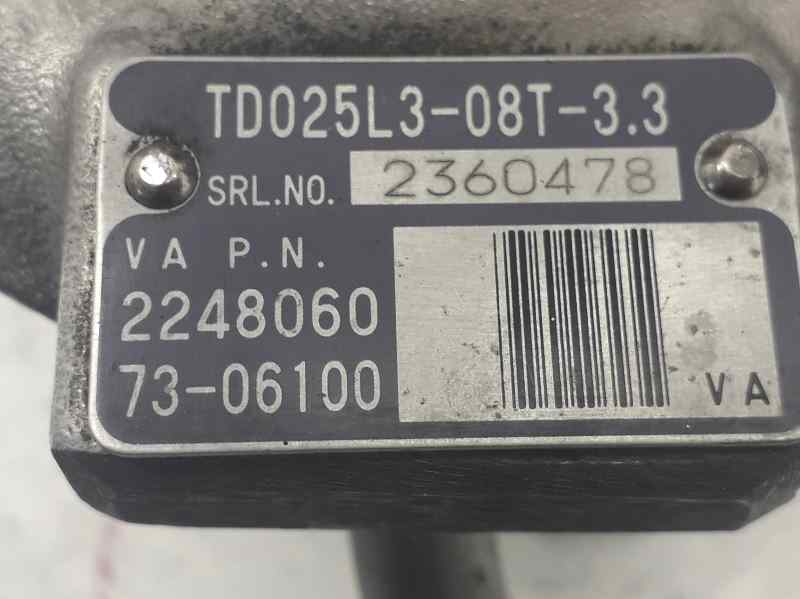 TD025L3-08T-3.3
SRL.NO. 2360478
VA P.N.
2248060
73-06100
VA